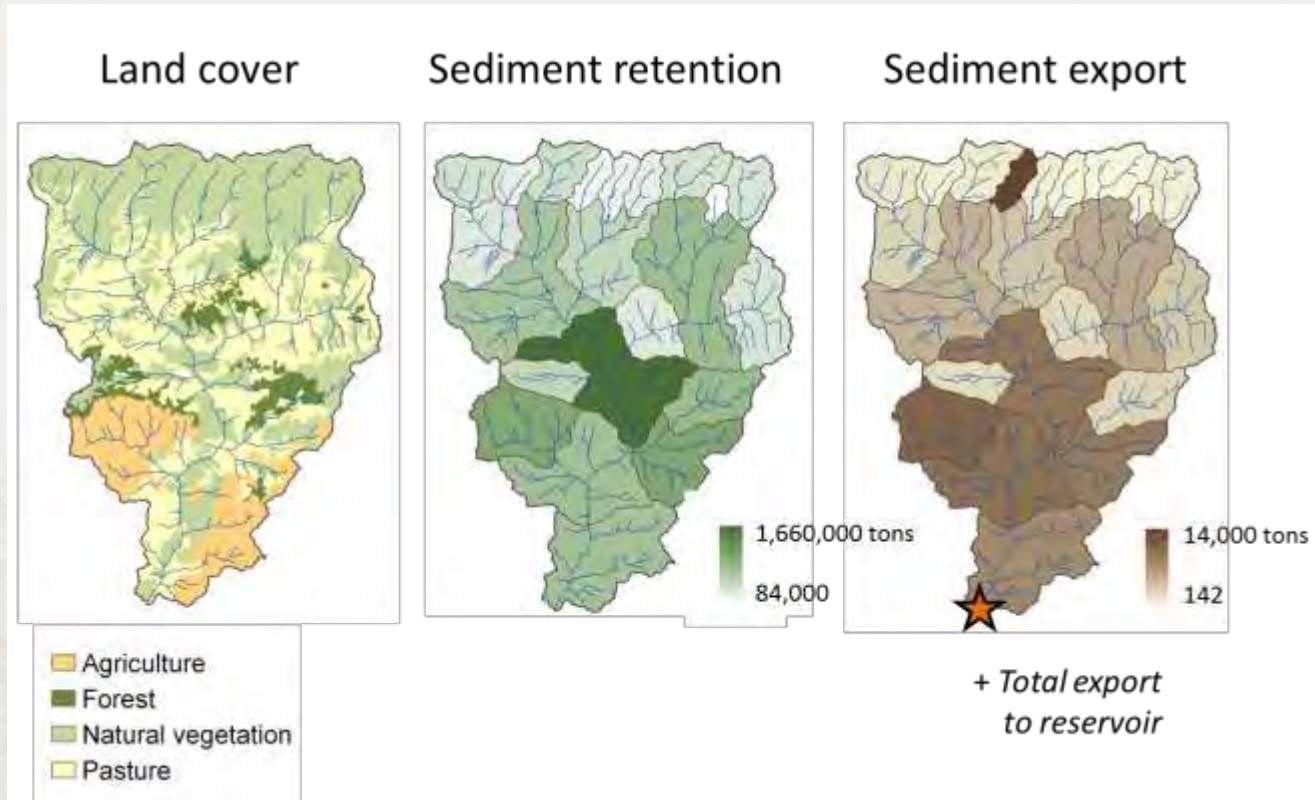 Land cover
Sediment retention
Sediment export
1,660,000 tons
84,000
14,000 tons
142
+ Total export
to reservoir
Agriculture
Forest
Natural vegetation
Pasture